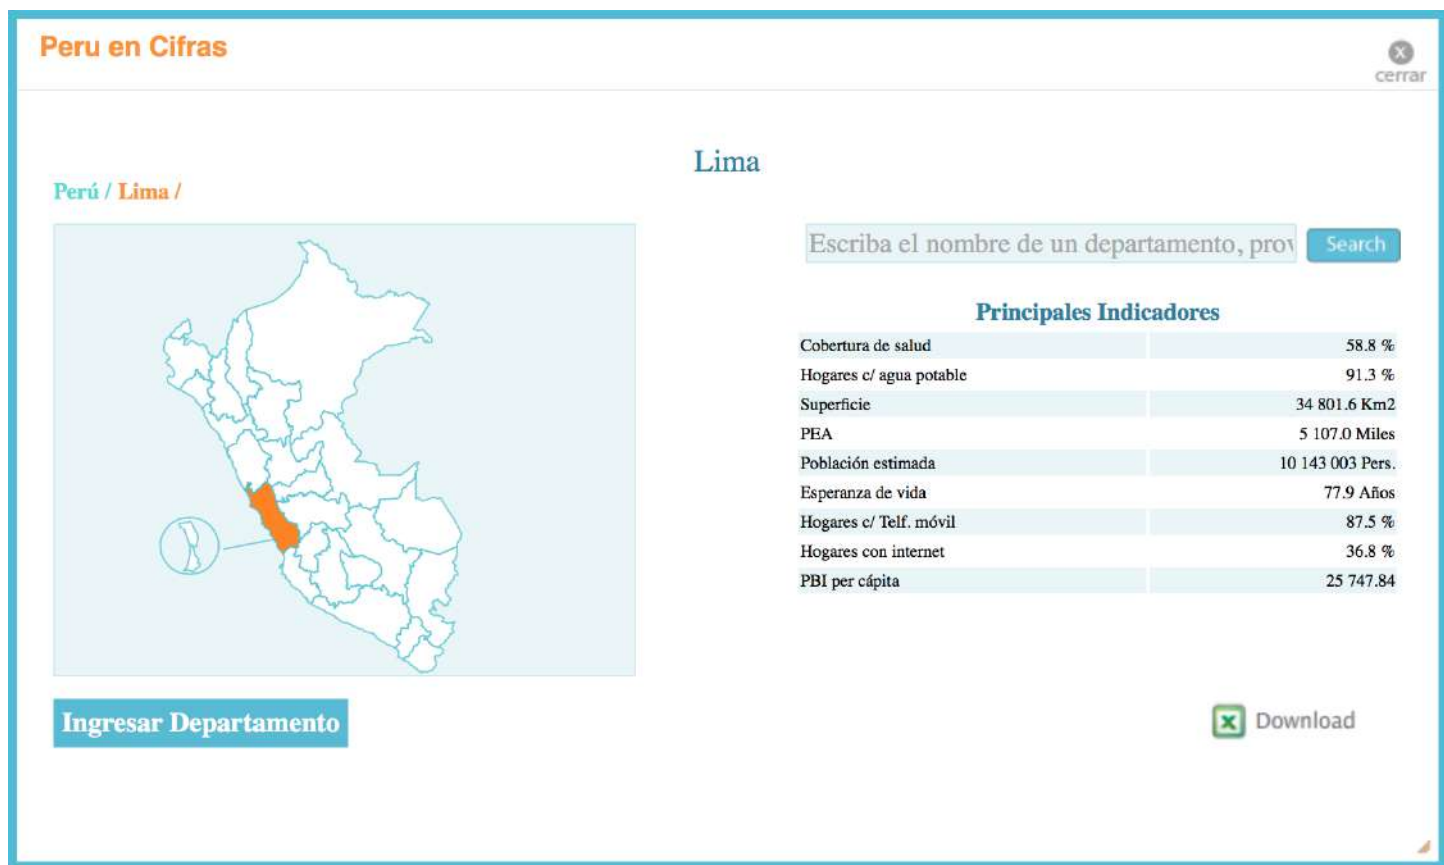 Peru en Cifras
x
cerrar
Lima
Perú / Lima /
Escriba el nombre de un departamento, prov
Search
Principales Indicadores
Cobertura de salud 58.8 %
Hogares c/ agua potable 91.3 %
Superficie 34 801.6 Km2
PEA 5 107.0 Miles
Población estimada 10 143 003 Pers.
Esperanza de vida 77.9 Años
Hogares c/ Telf. móvil 87.5 %
Hogares con internet 36.8 %
PBI per cápita 25 747.84
Ingresar Departamento
Download